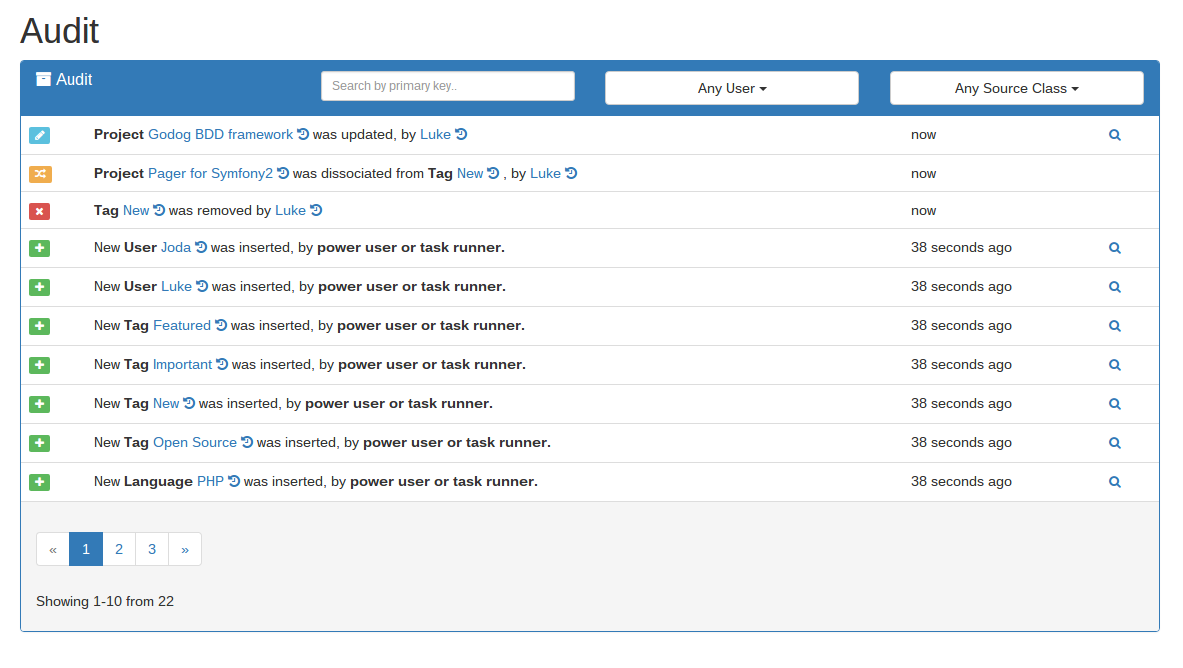 Audit
Audit Search by primary key.. Any User Any Source Class
Project Godog BDD framework was updated, by Luke now
Project Pager for Symfony2 was dissociated from Tag New , by Luke now
Tag New was removed by Luke now
New User Joda was inserted, by power user or task runner. 38 seconds ago
New User Luke was inserted, by power user or task runner. 38 seconds ago
New Tag Featured was inserted, by power user or task runner. 38 seconds ago
New Tag Important was inserted, by power user or task runner. 38 seconds ago
New Tag New was inserted, by power user or task runner. 38 seconds ago
New Tag Open Source was inserted, by power user or task runner. 38 seconds ago
New Language PHP was inserted, by power user or task runner. 38 seconds ago
« 1 2 3 »
Showing 1-10 from 22